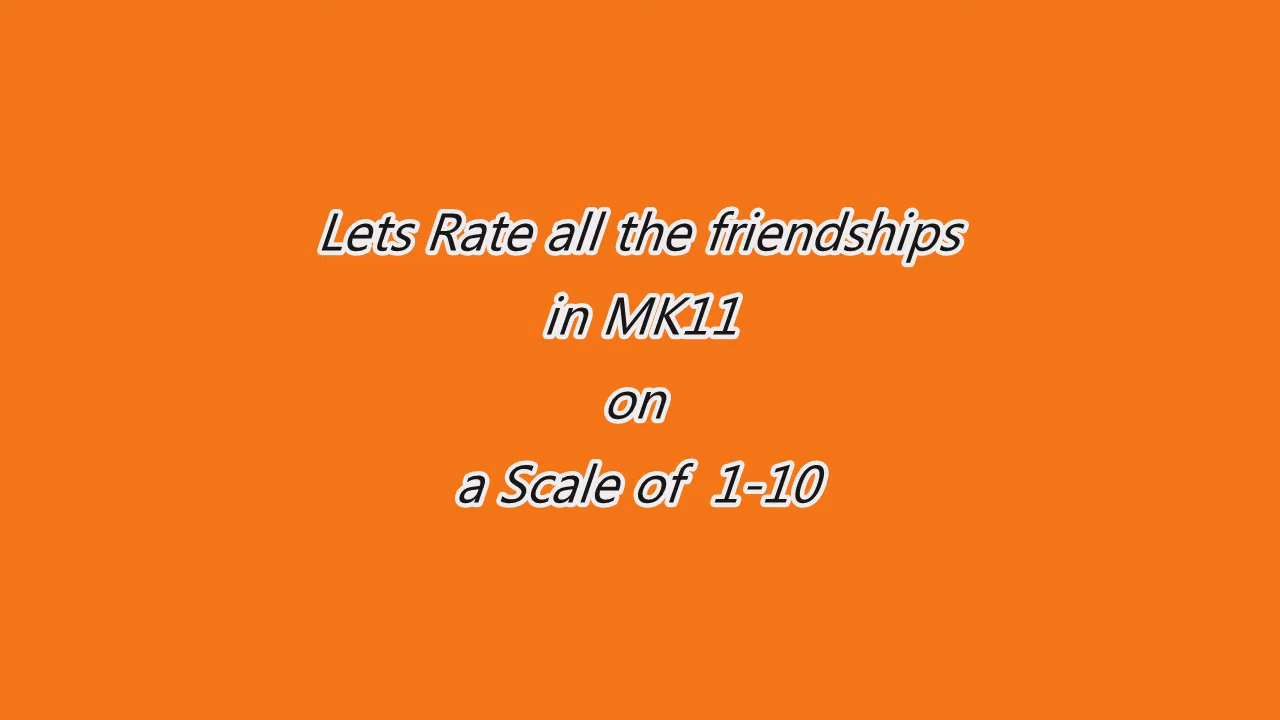 Lets Rate all the friendships
in MK11
on
a Scale of  1-10